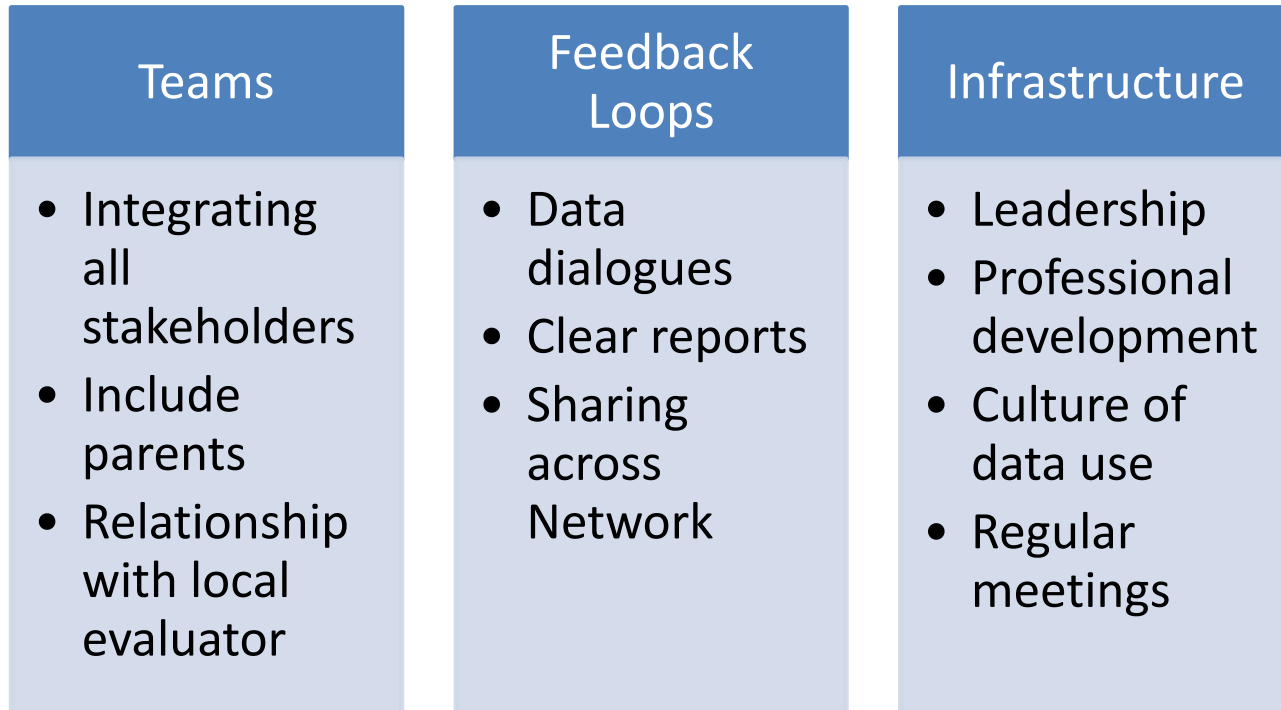 Teams
• Integrating
all
stakeholders
• Include
parents
• Relationship
with local
evaluator
Feedback
Loops
• Data
dialogues
• Clear reports
• Sharing
across
Network
Infrastructure
• Leadership
• Professional
development
• Culture of
data use
• Regular
meetings